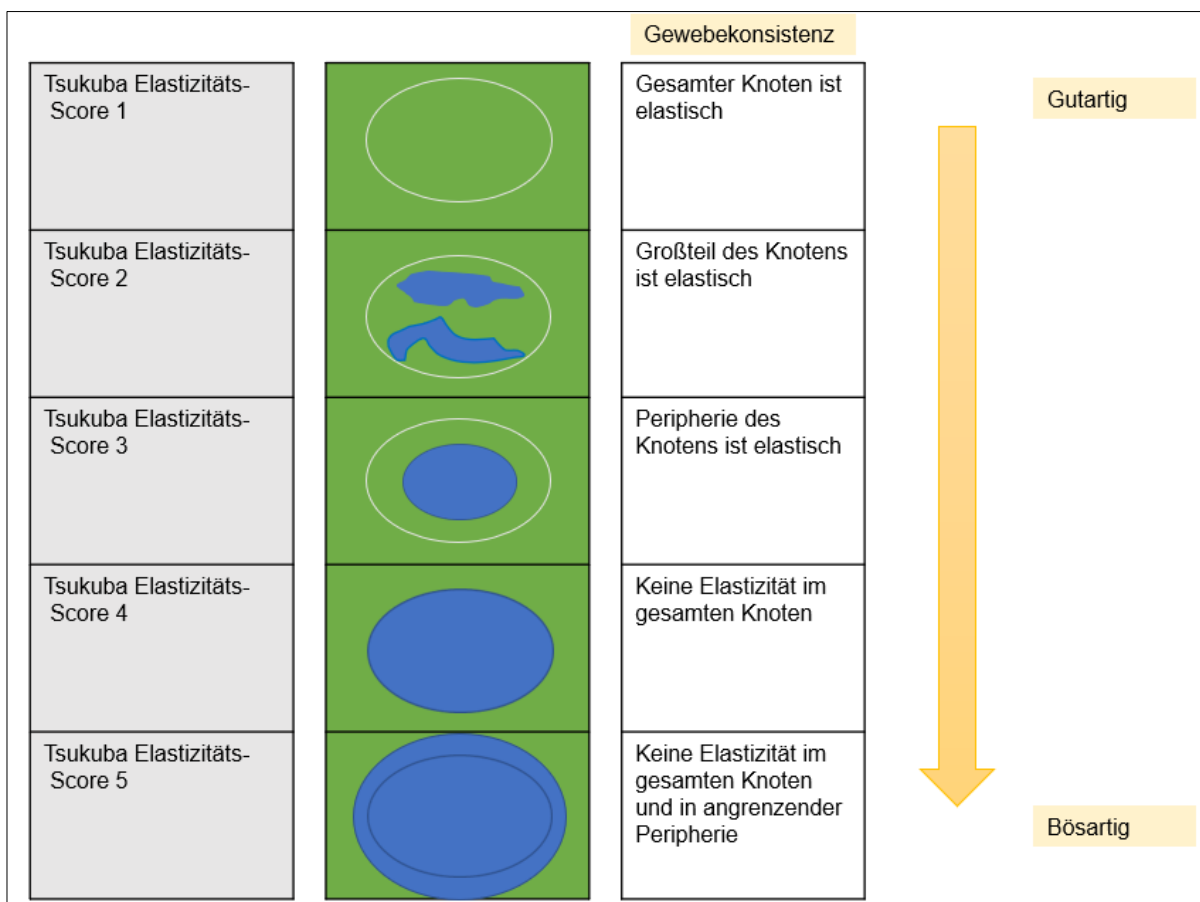 Gewebekonsistenz
Tsukuba Elastizitäts-
Score 1
Gesamter Knoten ist
elastisch
Gutartig
Tsukuba Elastizitäts-
Score 2
Großteil des Knotens
ist elastisch
Tsukuba Elastizitäts-
Score 3
Peripherie des
Knotens ist elastisch
Tsukuba Elastizitäts-
Score 4
Keine Elastizität im
gesamten Knoten
Tsukuba Elastizitäts-
Score 5
Keine Elastizität im
gesamten Knoten
und in angrenzender
Peripherie
Bösartig